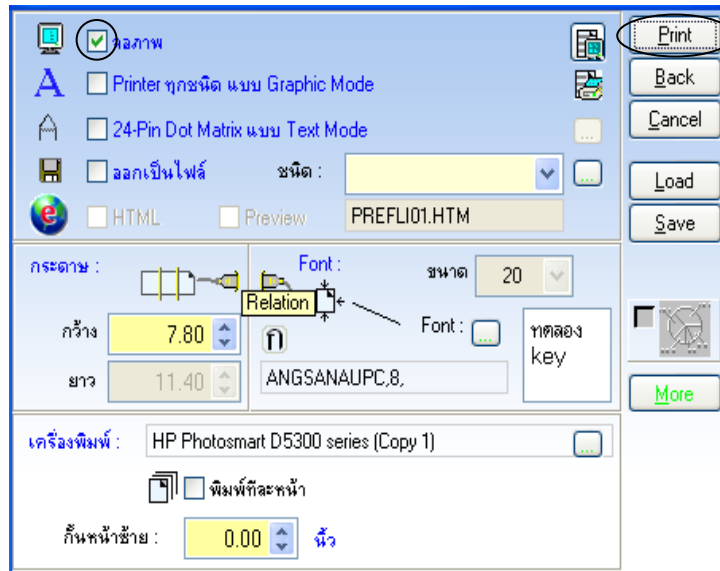 จอภาพ
Print
Printer ทุกชนิด แบบ Graphic Mode
Back
24-Pin Dot Matrix แบบ Text Mode
...
Cancel
ออกเป็นไฟล์ ชนิด :
...
Load
HTML Preview PREFLI01.HTM
Save
กระดาษ : Font : ขนาด 20
Relation
กว้าง 7.80 ก Font : ... ทดลอง
key
ยาว 11.40 ANGSANAUPC,8,
More
เครื่องพิมพ์ : HP Photosmart D5300 series (Copy 1) ...
พิมพ์ทีละหน้า
กั้นหน้าซ้าย : 0.00 นิ้ว